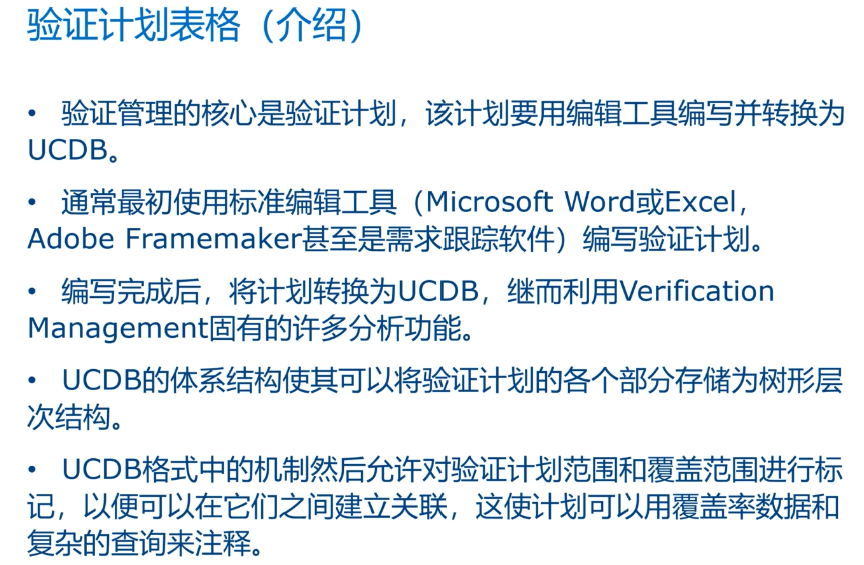 验证计划表格（介绍）
• 验证管理的核心是验证计划，该计划要用编辑工具编写并转换为
UCDB。
• 通常最初使用标准编辑工具（Microsoft Word或Excel，
Adobe Framemaker甚至是需求跟踪软件）编写验证计划。
• 编写完成后，将计划转换为UCDB，继而利用Verification
Management固有的许多分析功能。
• UCDB的体系结构使其可以将验证计划的各个部分存储为树形层
次结构。
• UCDB格式中的机制然后允许对验证计划范围和覆盖范围进行标
记，以便可以在它们之间建立关联，这使计划可以用覆盖率数据和
复杂的查询来注释。